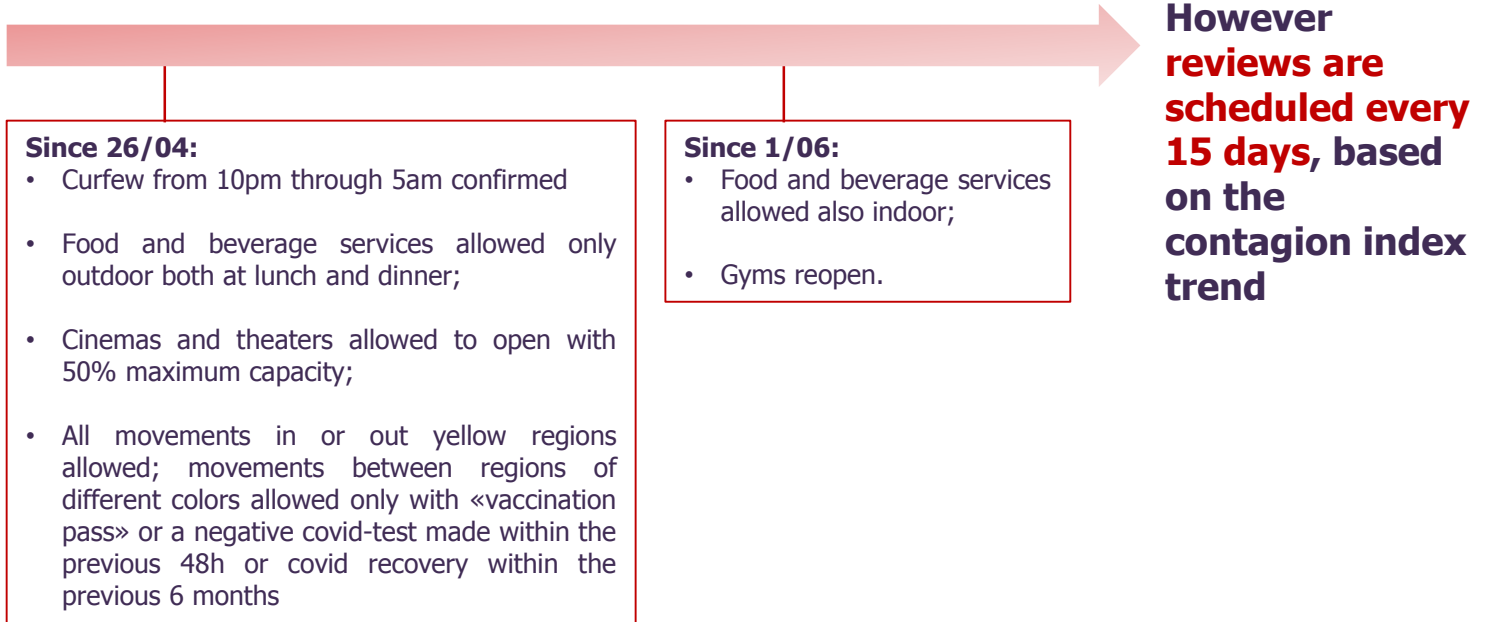 Since 26/04:
• Curfew from 10pm through 5am confirmed
• Food and beverage services allowed only
outdoor both at lunch and dinner;
• Cinemas and theaters allowed to open with
50% maximum capacity;
• All movements in or out yellow regions
allowed; movements between regions of
different colors allowed only with «vaccination
pass» or a negative covid-test made within the
previous 48h or covid recovery within the
previous 6 months
Since 1/06:
• Food and beverage services
allowed also indoor;
• Gyms reopen.
However
reviews are
scheduled every
15 days, based
on the
contagion index
trend